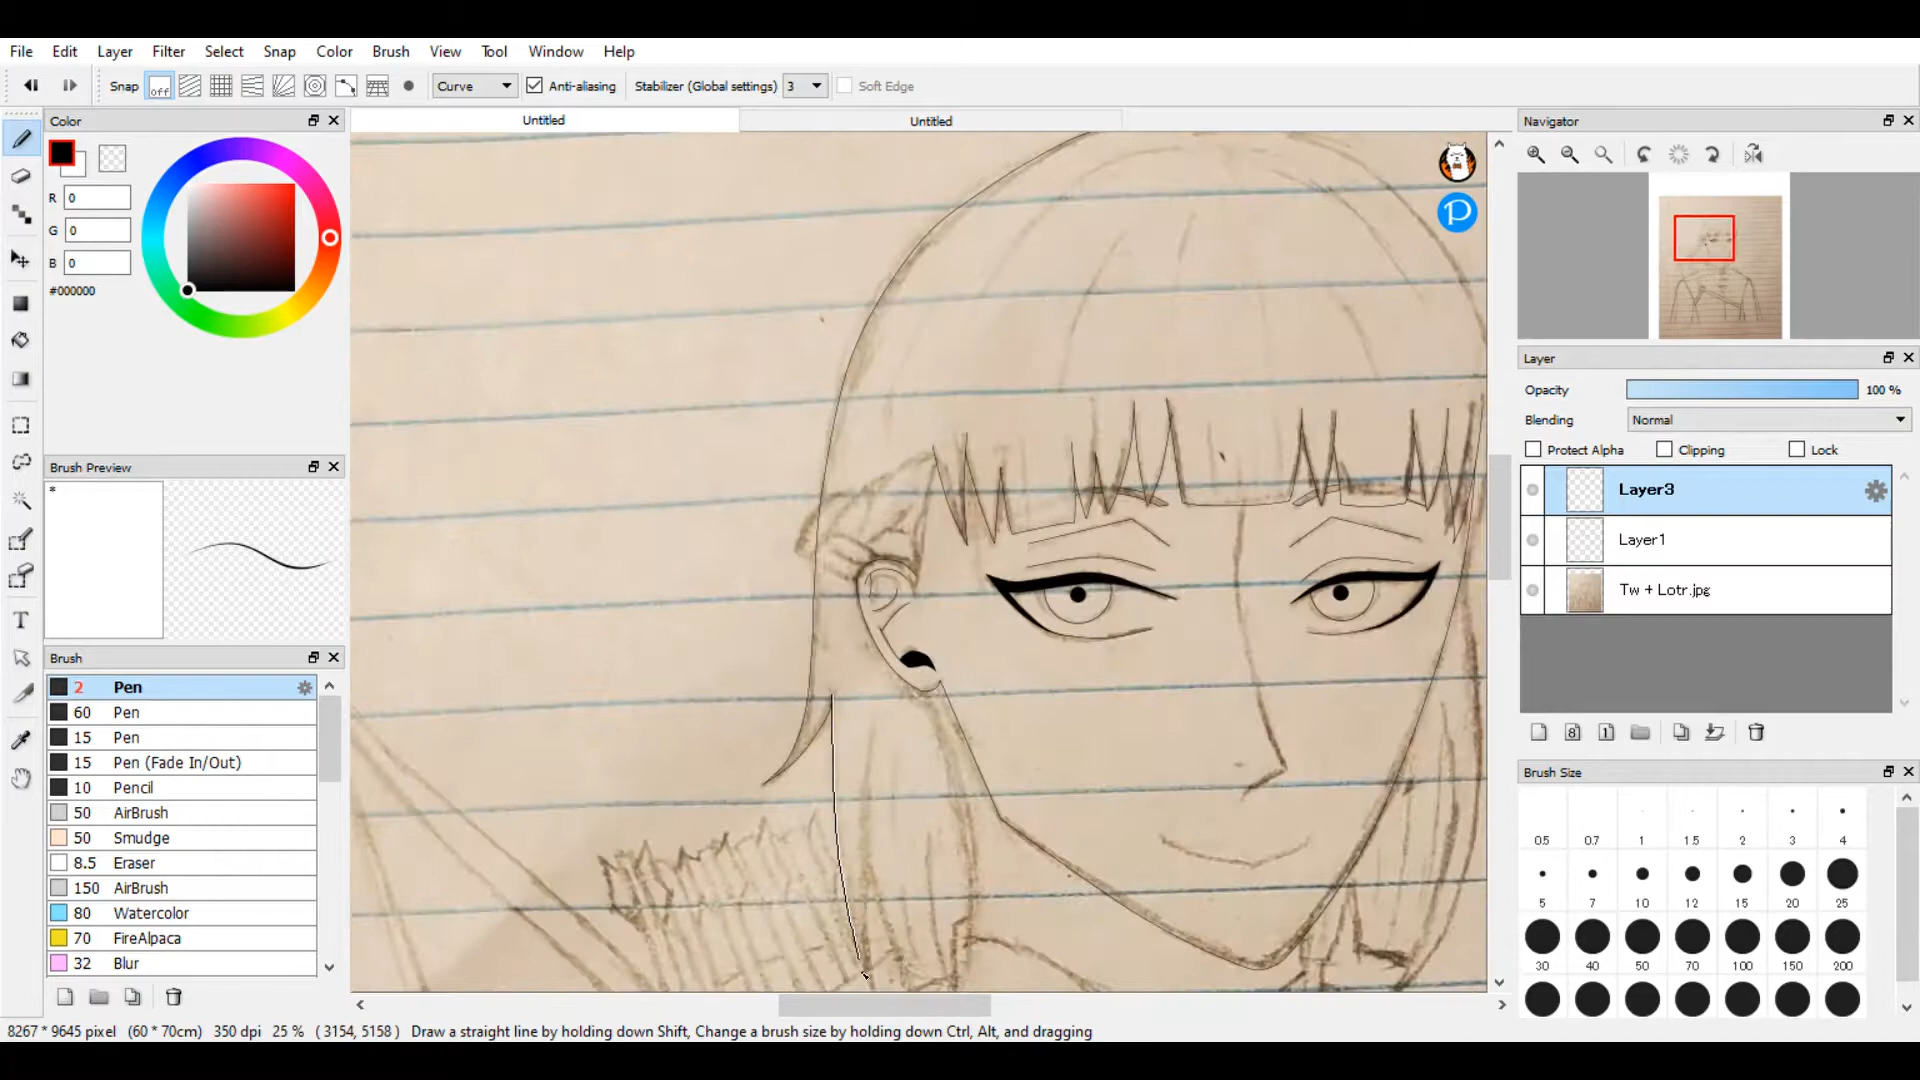 File Edit Layer Filter Select Snap Color Brush View Tool Window Help
Snap off Curve Anti-aliasing Stabilizer (Global settings) 3 Soft Edge
Color
R 0
G 0
B 0
#000000
Brush Preview
*
Brush
2 Pen
60 Pen
15 Pen
15 Pen (Fade In/Out)
10 Pencil
50 AirBrush
50 Smudge
8.5 Eraser
150 AirBrush
80 Watercolor
70 FireAlpaca
32 Blur
Untitled Untitled
P
Navigator
Layer
Opacity 100 %
Blending Normal
Protect Alpha Clipping Lock
Layer3
Layer1
Tw + Lotr.jpg
8 1
Brush Size
0.5 0.7 1 1.5 2 3 4
5 7 10 12 15 20 25
30 40 50 70 100 150 200
T
8267 * 9645 pixel (60 * 70cm) 350 dpi 25 % ( 3154, 5158 ) Draw a straight line by holding down Shift, Change a brush size by holding down Ctrl, Alt, and dragging